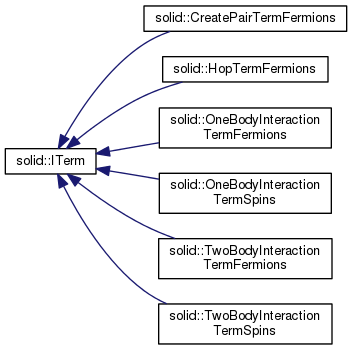 solid::CreatePairTermFermions
solid::HopTermFermions
solid::OneBodyInteraction
TermFermions
solid::ITerm
solid::OneBodyInteraction
TermSpins
solid::TwoBodyInteraction
TermFermions
solid::TwoBodyInteraction
TermSpins